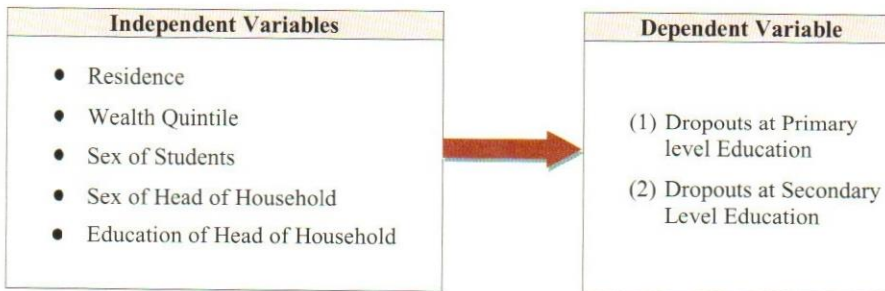 Independent Variables
• Residence
• Wealth Quintile
• Sex of Students
• Sex of Head of Household
• Education of Head of Household
Dependent Variable
(1) Dropouts at Primary
level Education
(2) Dropouts at Secondary
Level Education